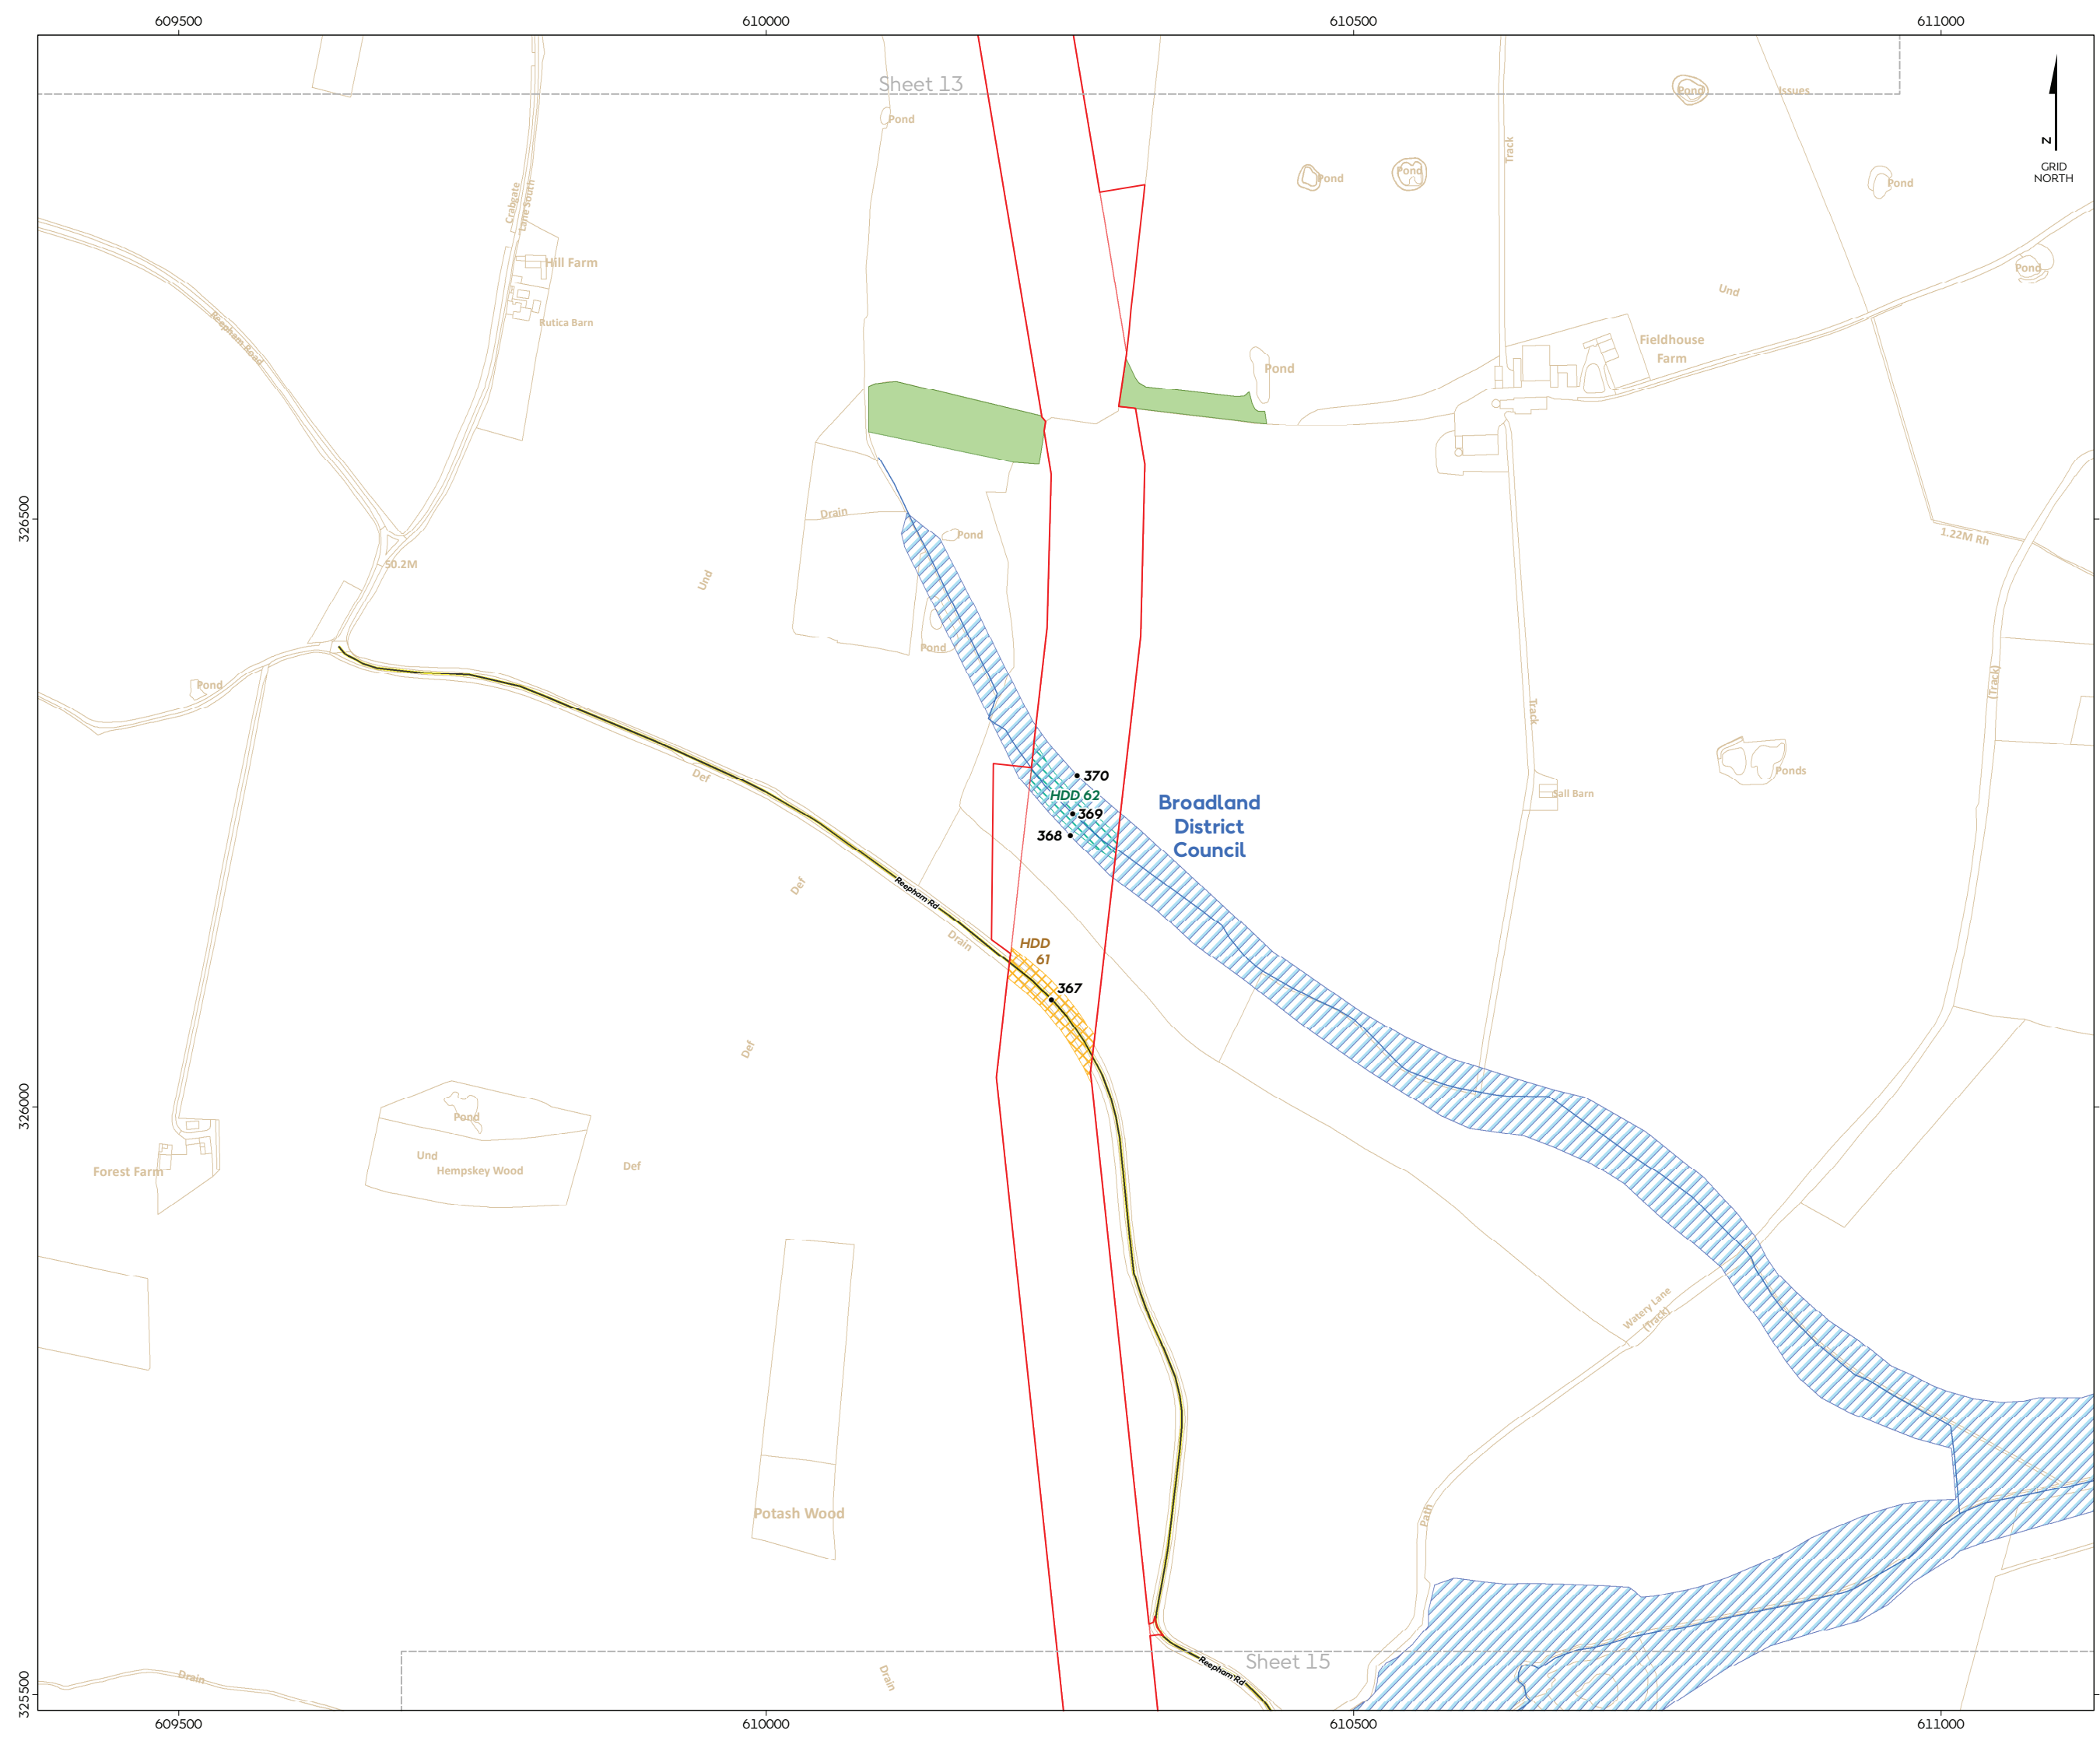 609500
610000
610500
611000
Sheet 13
Pond
Issues
Pond
N
GRID
NORTH
Track
Pond
Pond
Pond
Crabgate
Lane South
Hill Farm
Pond
Und
Reepham Road
Rutica Barn
Fieldhouse
Farm
Pond
326500
Drain
Pond
1.22M Rh
50.2M
Und
Pond
Pond
(Track)
Track
Def
370
Ponds
HDD 62
Sall Barn
369
368
Broadland
District
Council
Def
Reepham Rd
Drain
HDD
61
367
Def
326000
Pond
Und
Hempskey Wood
Def
Forest Farm
Watery Lane
(Track)
Potash Wood
Path
Sheet 15
Drain
Drain
Reepham Rd
325500
609500
610000
610500
611000